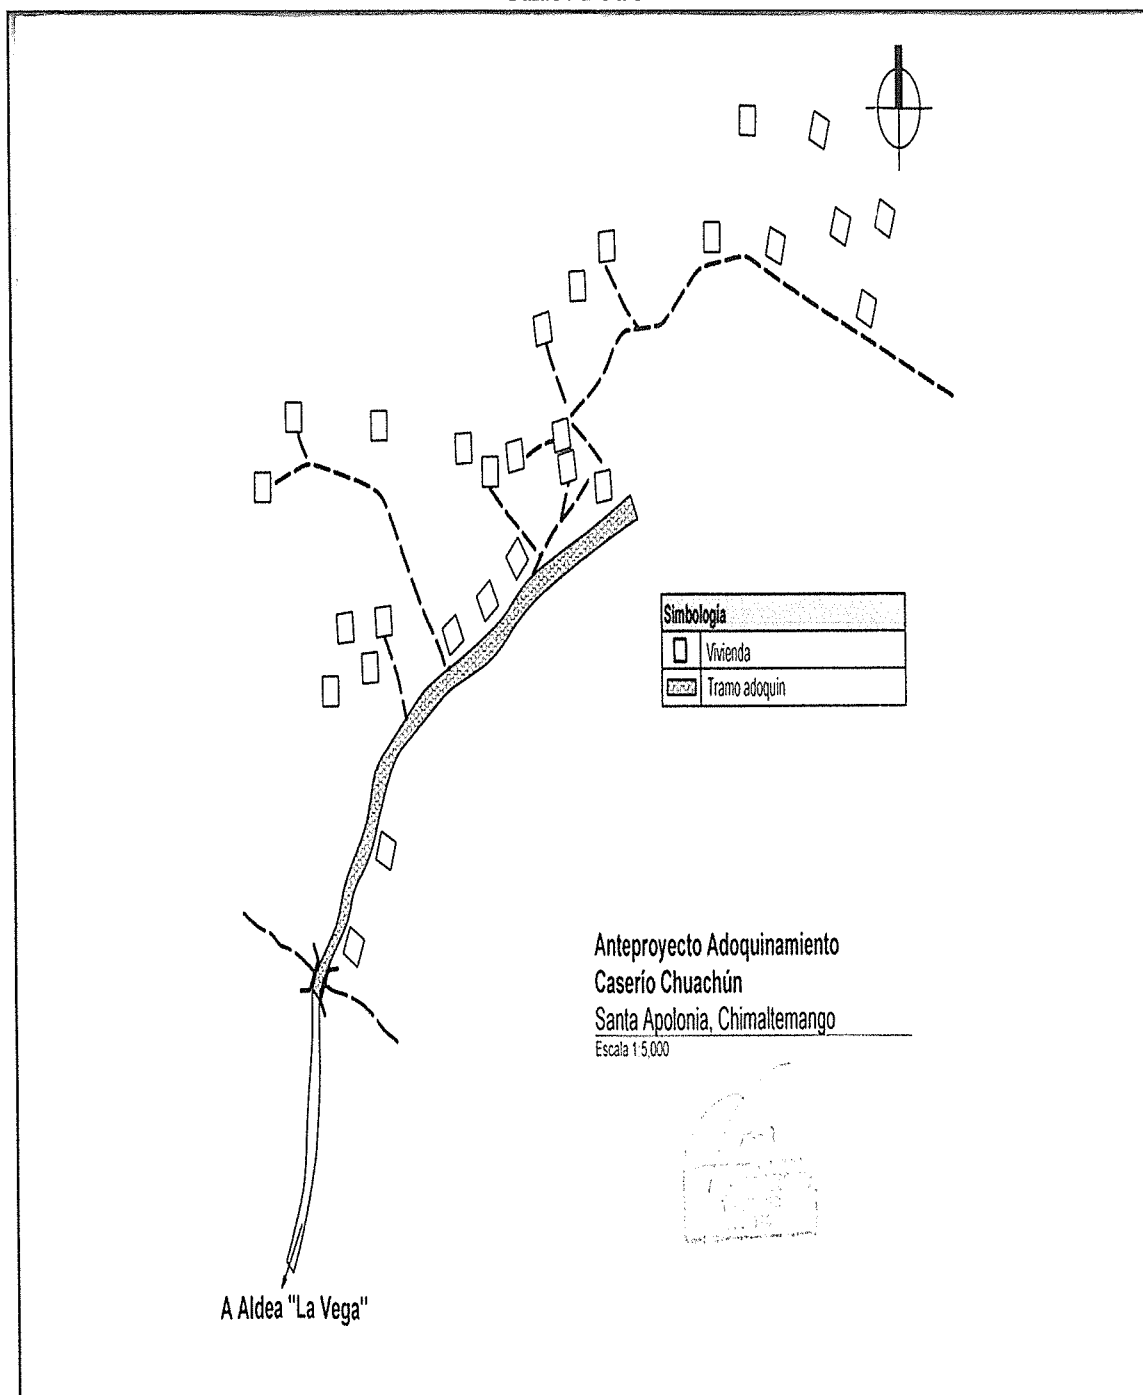 Simbología
Vivienda
Tramo adoquin
Anteproyecto Adoquinamiento
Caserío Chuachún
Santa Apolonia, Chimaltemango
Escala 1:5,000
A Aldea "La Vega"